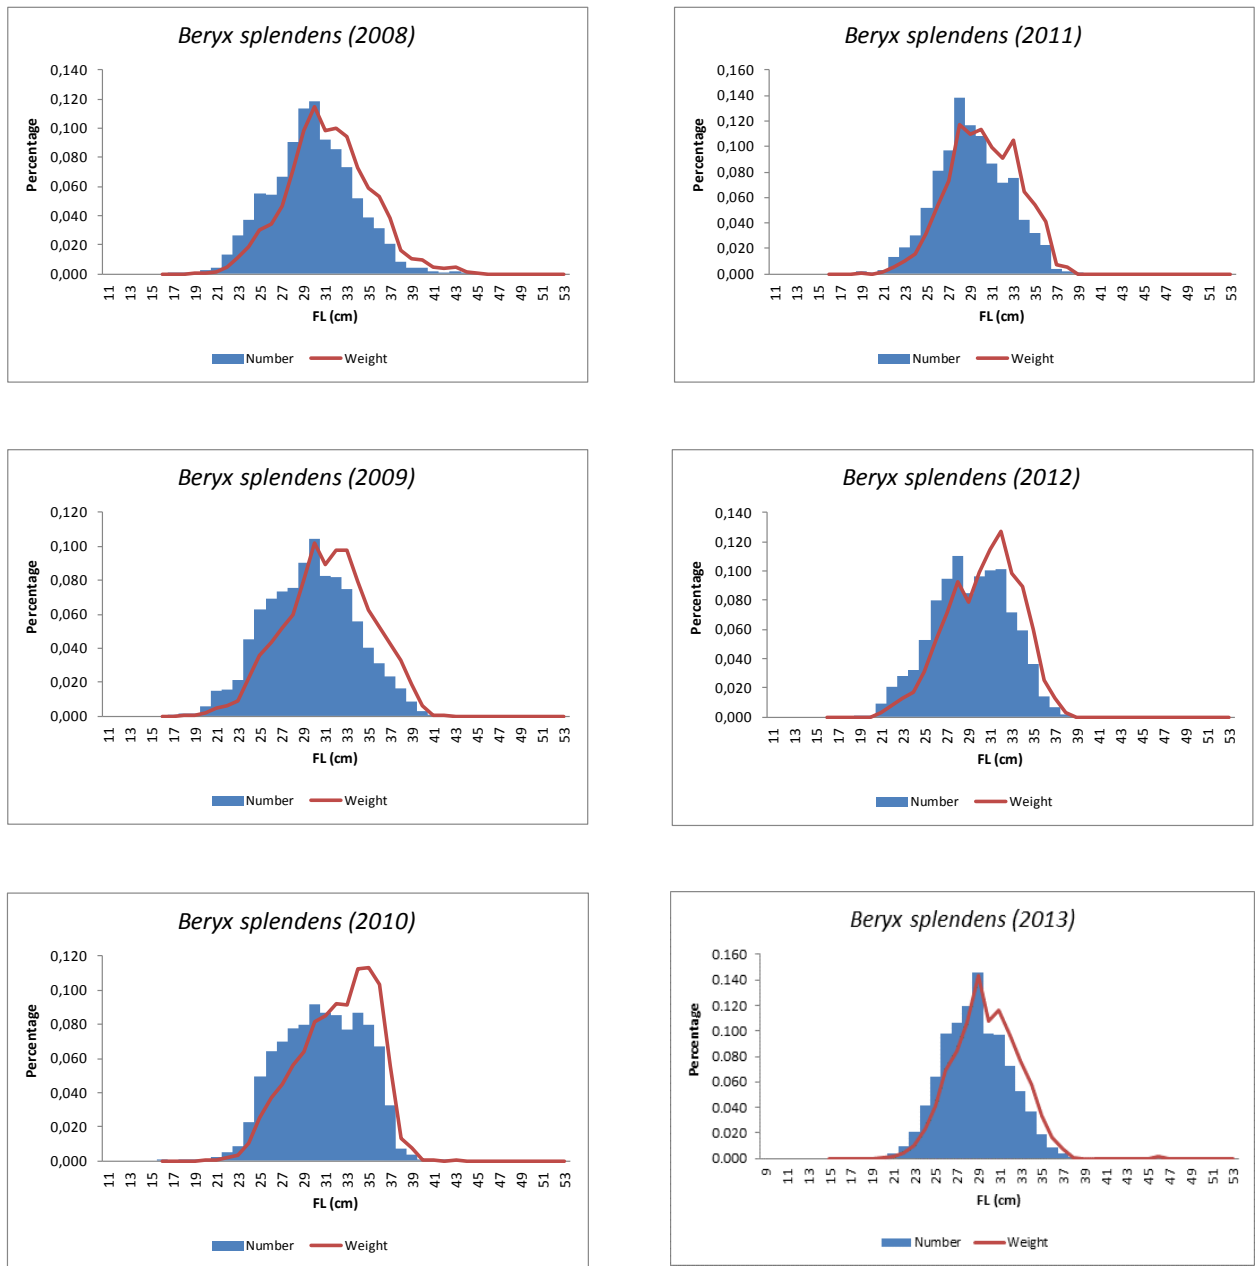 Beryx splendens (2008)
0,140
0,120
0,100
0,080
0,060
0,040
0,020
0,000
Percentage
11 13 15 17 19 21 23 25 27 29 31 33 35 37 39 41 43 45 47 49 51 53
FL (cm)
Number Weight
Beryx splendens (2011)
0,160
0,140
0,120
0,100
0,080
0,060
0,040
0,020
0,000
Percentage
11 13 15 17 19 21 23 25 27 29 31 33 35 37 39 41 43 45 47 49 51 53
FL (cm)
Number Weight
Beryx splendens (2009)
0,120
0,100
0,080
0,060
0,040
0,020
0,000
Percentage
11 13 15 17 19 21 23 25 27 29 31 33 35 37 39 41 43 45 47 49 51 53
FL (cm)
Number Weight
Beryx splendens (2012)
0,140
0,120
0,100
0,080
0,060
0,040
0,020
0,000
Percentage
11 13 15 17 19 21 23 25 27 29 31 33 35 37 39 41 43 45 47 49 51 53
FL (cm)
Number Weight
Beryx splendens (2010)
0,120
0,100
0,080
0,060
0,040
0,020
0,000
Percentage
11 13 15 17 19 21 23 25 27 29 31 33 35 37 39 41 43 45 47 49 51 53
FL (cm)
Number Weight
Beryx splendens (2013)
0.160
0.140
0.120
0.100
0.080
0.060
0.040
0.020
0.000
Percentage
9 11 13 15 17 19 21 23 25 27 29 31 33 35 37 39 41 43 45 47 49 51 53
FL (cm)
Number Weight